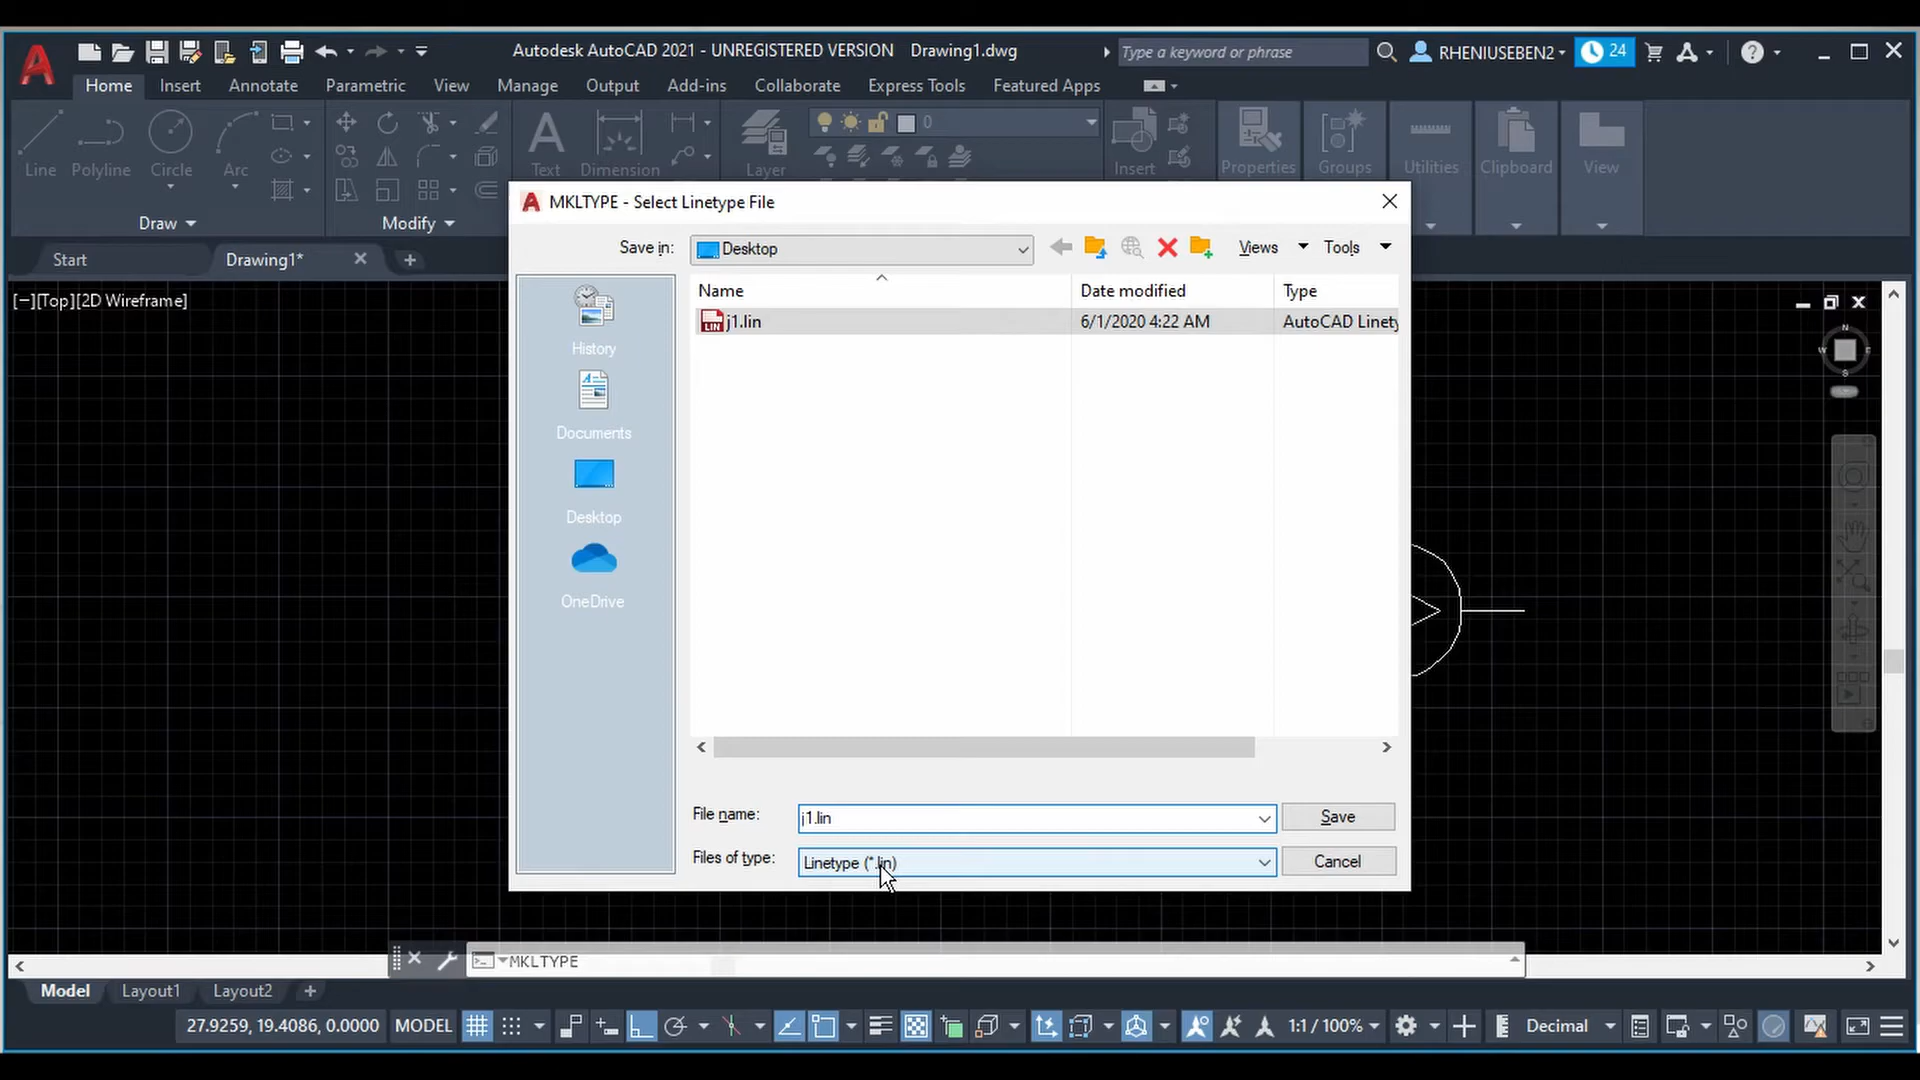 Autodesk AutoCAD 2021 - UNREGISTERED VERSION Drawing1.dwg
Type a keyword or phrase
RHENIUSEBEN2
24
Home Insert Annotate Parametric View Manage Output Add-ins Collaborate Express Tools Featured Apps
0
Line Polyline Circle Arc Text Dimension Layer Insert Properties Groups Utilities Clipboard View
Draw Modify
MKLTYPE - Select Linetype File
Save in: Desktop Views Tools
Start Drawing1*
[−][Top][2D Wireframe]
Name Date modified Type
LIN j1.lin 6/1/2020 4:22 AM AutoCAD Linety
N
W
S
History
Documents
Desktop
OneDrive
File name: j1.lin Save
Files of type: Linetype (*.lin) Cancel
MKLTYPE
Model Layout1 Layout2
27.9259, 19.4086, 0.0000 MODEL 1:1 / 100% Decimal